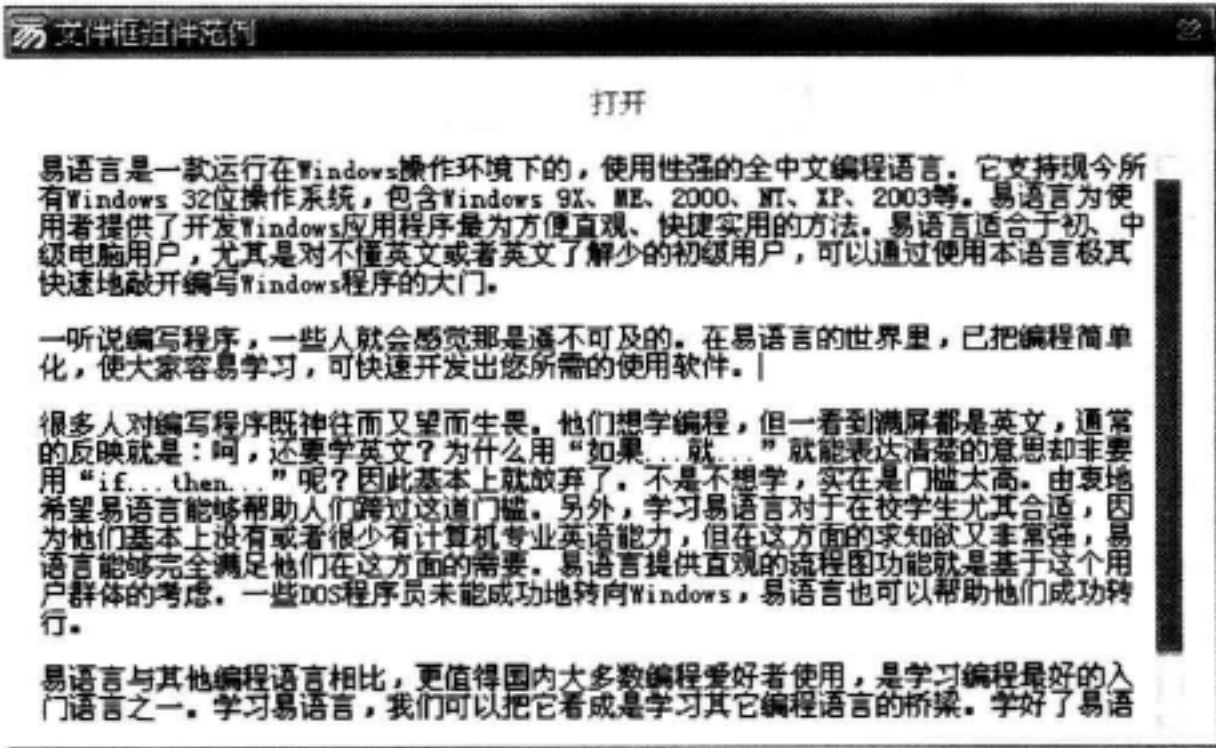 易 文件框组件范例
打开
易语言是一款运行在Windows操作环境下的，使用性强的全中文编程语言。它支持现今所
有Windows 32位操作系统，包含Windows 9X、ME、2000、NT、XP、2003等。易语言为使
用者提供了开发Windows应用程序最为方便直观、快捷实用的方法。易语言适合于初、中
级电脑用户，尤其是对不懂英文或者英文了解少的初级用户，可以通过使用本语言极其
快速地敲开编写Windows程序的大门。
一听说编写程序，一些人就会感觉那是遥不可及的。在易语言的世界里，已把编程简单
化，使大家容易学习，可快速开发出您所需的使用软件。
很多人对编写程序既神往而又望而生畏。他们想学编程，但一看到满屏都是英文，通常
的反映就是：呵，还要学英文？为什么用“如果...就...”就能表达清楚的意思却非要
用“if...then...”呢？因此基本上就放弃了。不是不想学，实在是门槛太高。由衷地
希望易语言能够帮助人们跨过这道门槛。另外，学习易语言对于在校学生尤其合适，因
为他们基本上没有或者很少有计算机专业英语能力，但在这方面的求知欲又非常强，易
语言能够完全满足他们在这方面的需要。易语言提供直观的流程图功能就是基于这个用
户群体的考虑。一些DOS程序员未能成功地转向Windows，易语言也可以帮助他们成功转
行。
易语言与其他编程语言相比，更值得国内大多数编程爱好者使用，是学习编程最好的入
门语言之一。学习易语言，我们可以把它看成是学习其它编程语言的桥梁。学好了易语